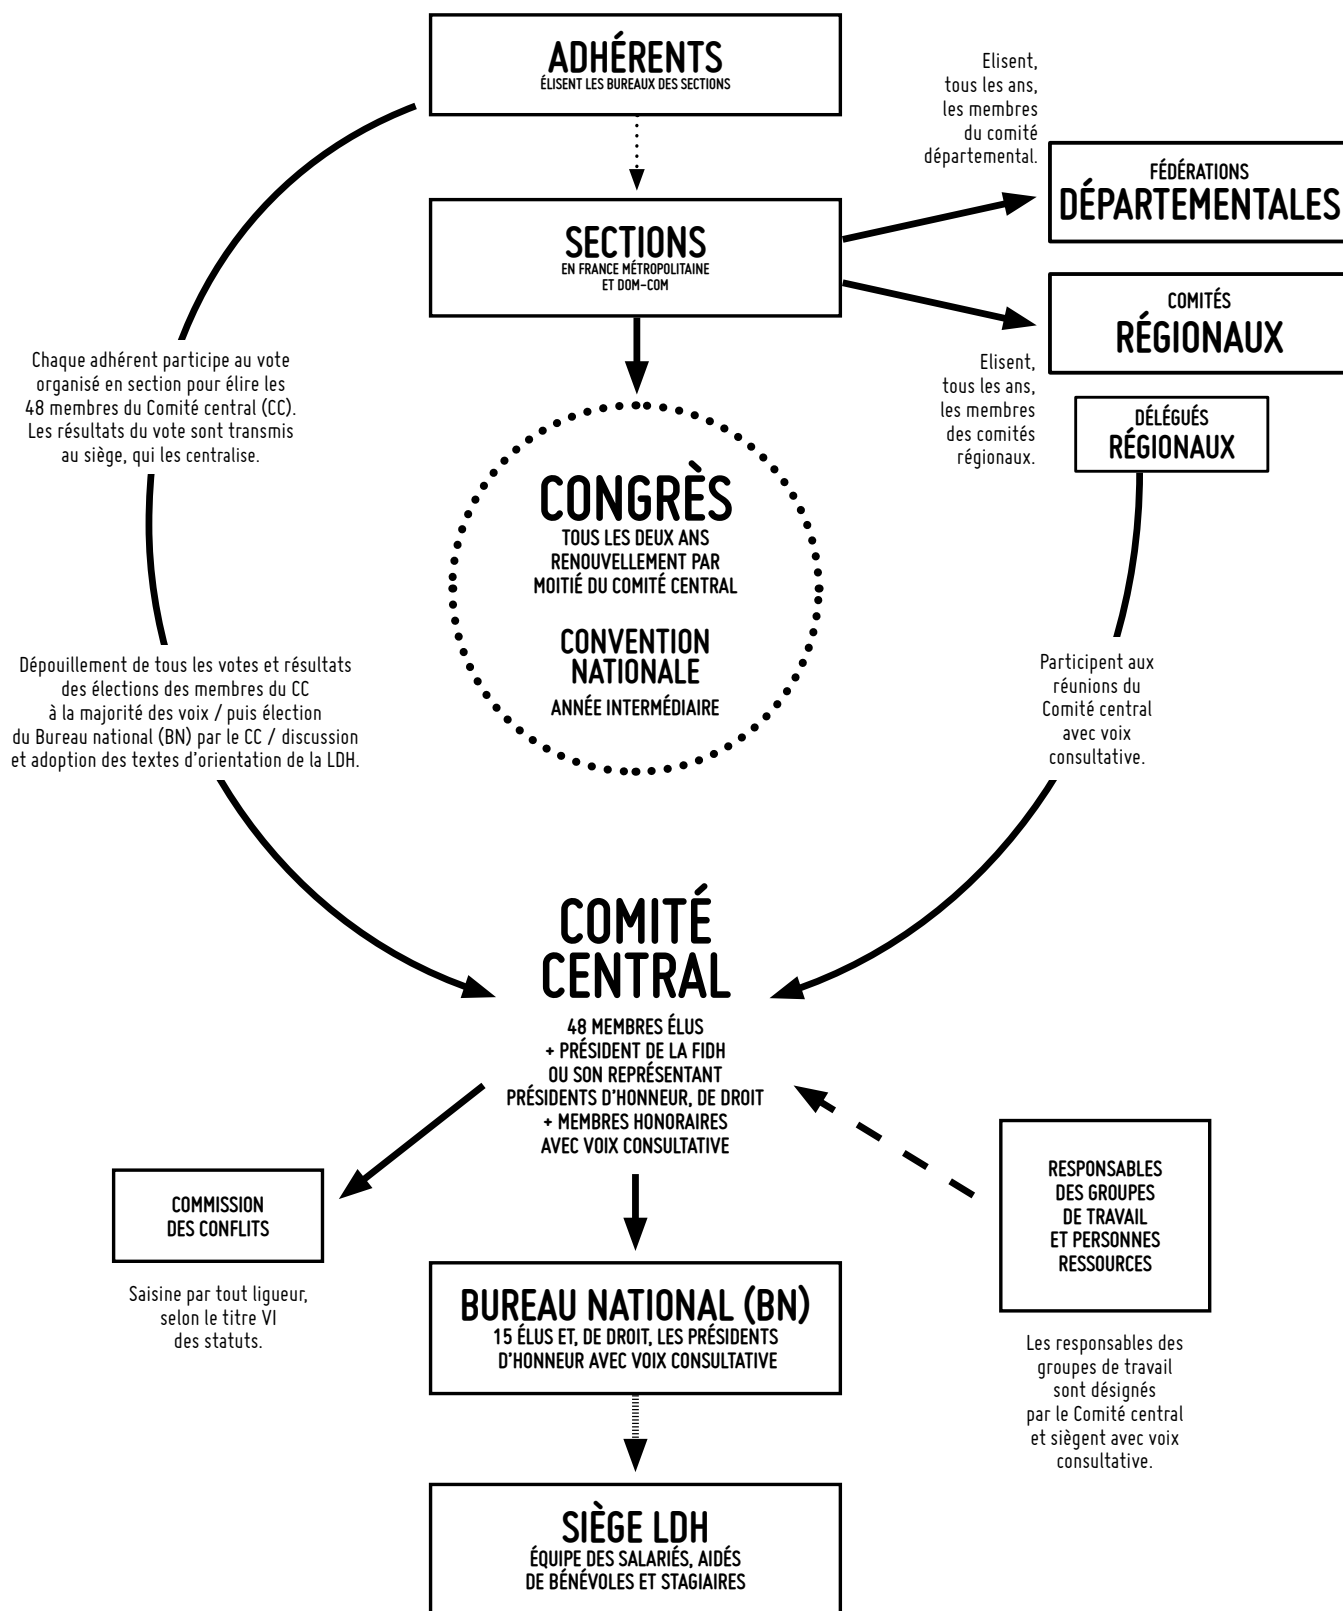 ADHÉRENTS
ÉLISENT LES BUREAUX DES SECTIONS
Elisent,
tous les ans,
les membres
du comité
départemental.
FÉDÉRATIONS
DÉPARTEMENTALES
SECTIONS
EN FRANCE MÉTROPOLITAINE
ET DOM-COM
COMITÉS
RÉGIONAUX
Elisent,
tous les ans,
les membres
des comités
régionaux.
DÉLÉGUÉS
RÉGIONAUX
Chaque adhérent participe au vote
organisé en section pour élire les
48 membres du Comité central (CC).
Les résultats du vote sont transmis
au siège, qui les centralise.
CONGRÈS
TOUS LES DEUX ANS
RENOUVELLEMENT PAR
MOITIÉ DU COMITÉ CENTRAL
CONVENTION
NATIONALE
ANNÉE INTERMÉDIAIRE
Dépouillement de tous les votes et résultats
des élections des membres du CC
à la majorité des voix / puis élection
du Bureau national (BN) par le CC / discussion
et adoption des textes d'orientation de la LDH.
Participent aux
réunions du
Comité central
avec voix
consultative.
COMITÉ
CENTRAL
48 MEMBRES ÉLUS
+ PRÉSIDENT DE LA FIDH
OU SON REPRÉSENTANT
PRÉSIDENTS D'HONNEUR, DE DROIT
+ MEMBRES HONORAIRES
AVEC VOIX CONSULTATIVE
COMMISSION
DES CONFLITS
Saisine par tout ligueur,
selon le titre VI
des statuts.
RESPONSABLES
DES GROUPES
DE TRAVAIL
ET PERSONNES
RESSOURCES
Les responsables des
groupes de travail
sont désignés
par le Comité central
et siègent avec voix
consultative.
BUREAU NATIONAL (BN)
15 ÉLUS ET, DE DROIT, LES PRÉSIDENTS
D'HONNEUR AVEC VOIX CONSULTATIVE
SIÈGE LDH
ÉQUIPE DES SALARIÉS, AIDÉS
DE BÉNÉVOLES ET STAGIAIRES